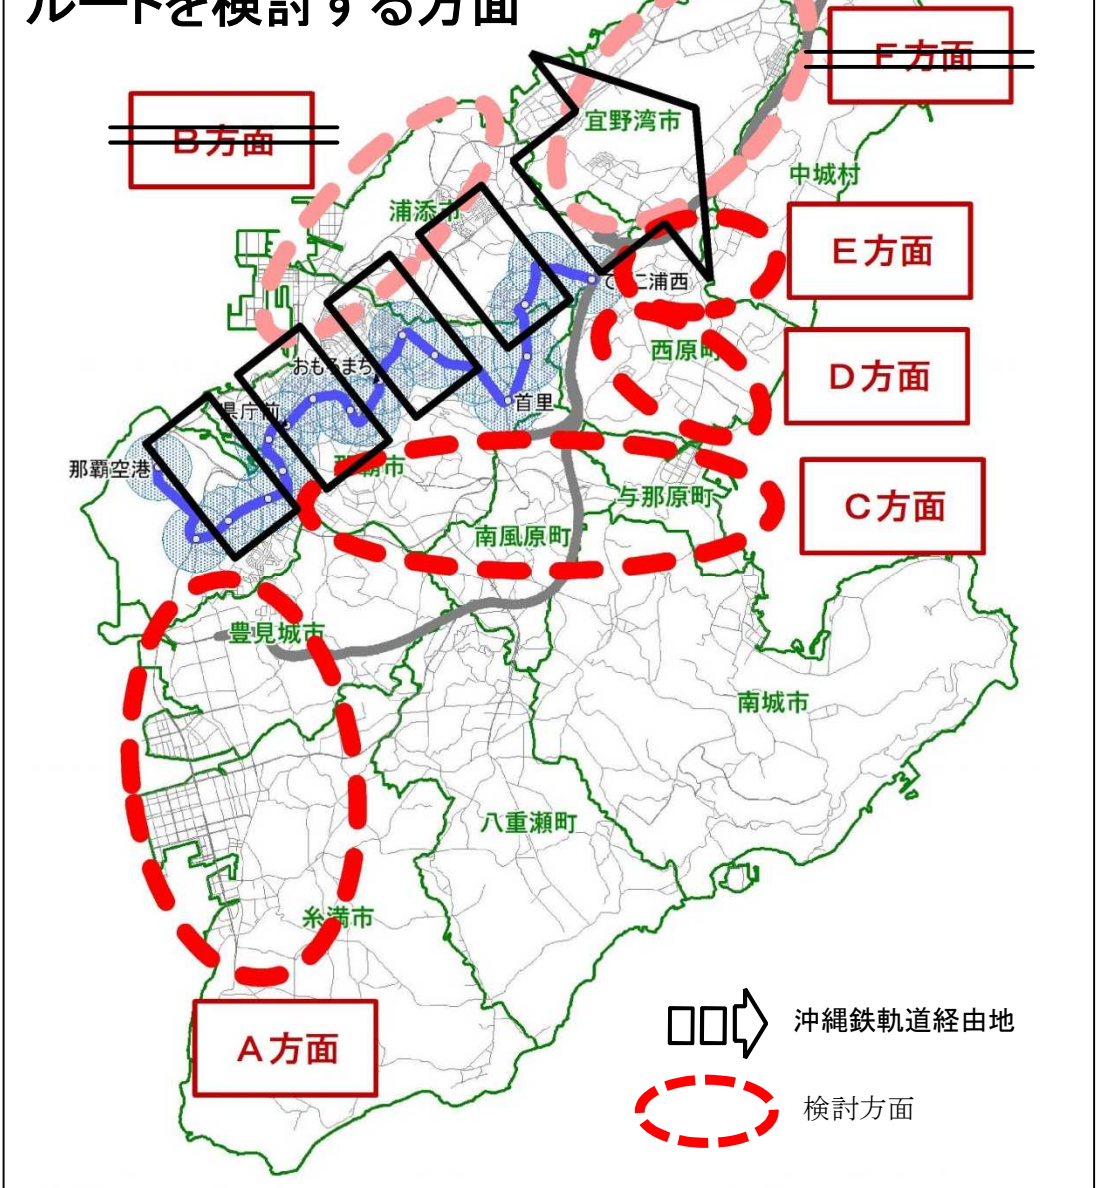 ルートを検討する方面
F方面
B方面
宜野湾市
中城村
浦添市
E方面
てだこ浦西
西原町
おもろまち
D方面
首里
県庁前
那覇空港
那覇市
与那原町
C方面
南風原町
豊見城市
南城市
八重瀬町
糸満市
A方面
沖縄鉄軌道経由地
検討方面